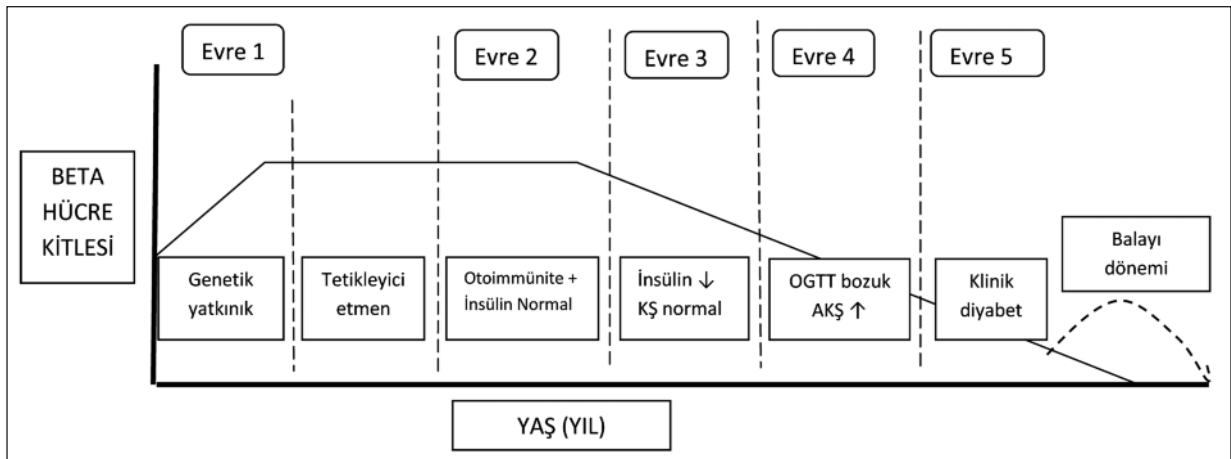 Evre 1
Evre 2
Evre 3
Evre 4
Evre 5
BETA
HÜCRE
KİTLESİ
Genetik
yatkınık
Tetikleyici
etmen
Otoimmünite +
İnsülin Normal
İnsülin ↓
KŞ normal
OGTT bozuk
AKŞ ↑
Klinik
diyabet
Balayı
dönemi
YAŞ (YIL)